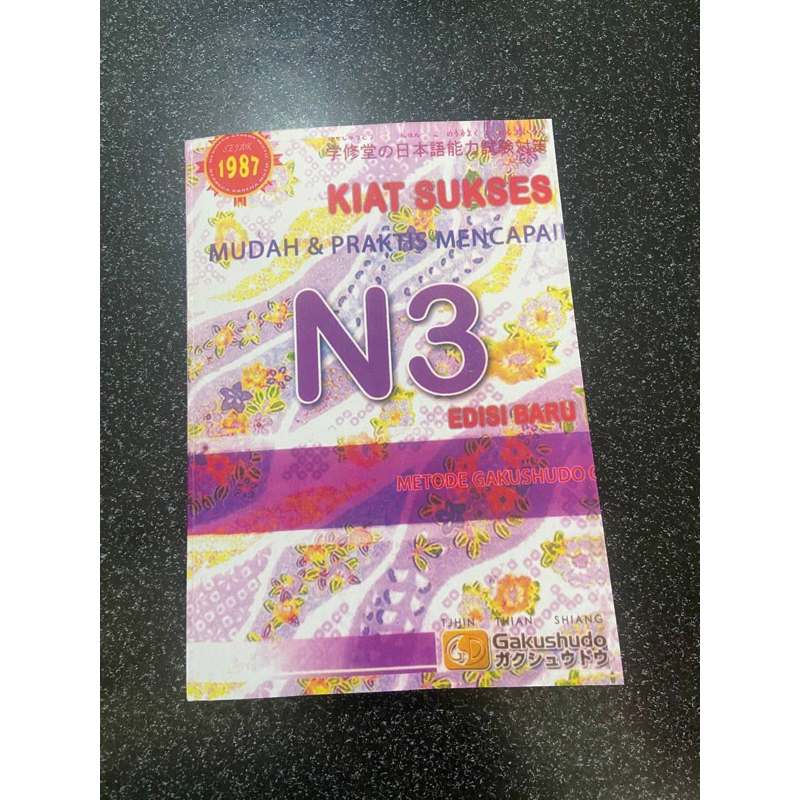 1987
学修堂の日本語能力試験対策
KIAT SUKSES
MUDAH & PRAKTIS MENCAPAI
N3
EDISI BARU
METODE GAKUSHUDO
TJHIN THIAN SHIANG
Gakushudo
ガクシュウドウ